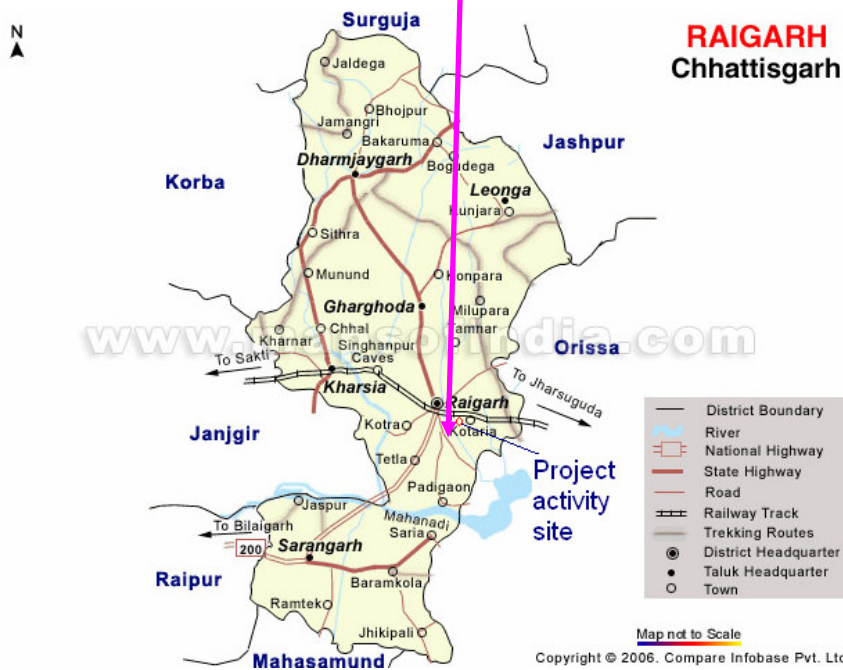 Surguja
N
RAIGARH
Chhattisgarh
Jaldega
Bhojpur
Jamangri
Bakaruma
Jashpur
Dharmjaygarh
Bogudega
Korba
Leonga
Kunjara
Sithra
Munund
Konpara
Gharghoda
Milupara
www.mapsofindia.com
Chhal
Tamnar
Kharnar
Singhanpur
Caves
Orissa
To Sakti
To Jharsuguda
Kharsia
Raigarh
Janjgir
Kotra
Kotaria
Tetla
Project
activity
site
Padigaon
Jaspur
Mahanadi
To Bilaigarh
Saria
200
Sarangarh
Raipur
Baramkola
Ramtek
Jhikipali
Mahasamund
District Boundary
River
National Highway
State Highway
Road
Railway Track
Trekking Routes
District Headquarter
Taluk Headquarter
Town
Map not to Scale
Copyright © 2006. Compare Infobase Pvt. Ltd